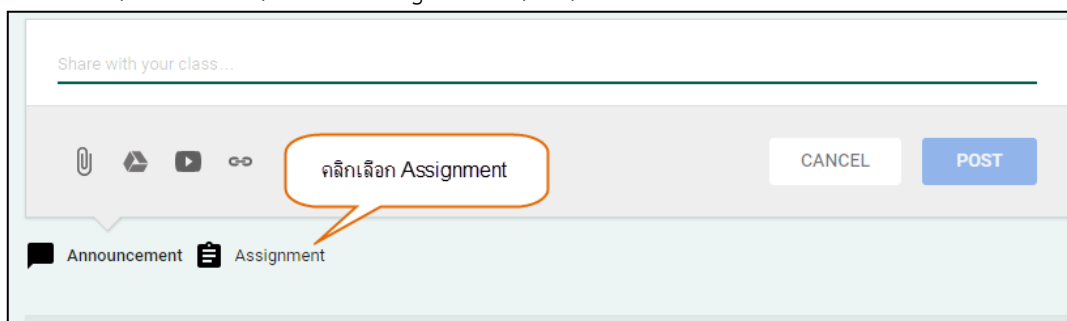 Share with your class...
คลิกเลือก Assignment
CANCEL
POST
Announcement
Assignment